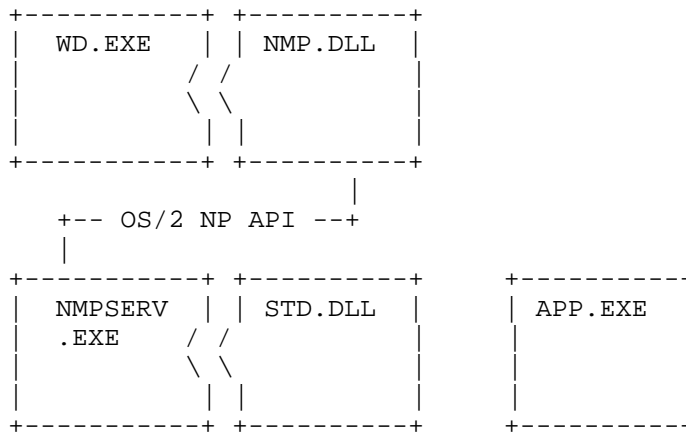 WD.EXE NMP.DLL
OS/2 NP API
NMPSERV STD.DLL APP.EXE
.EXE